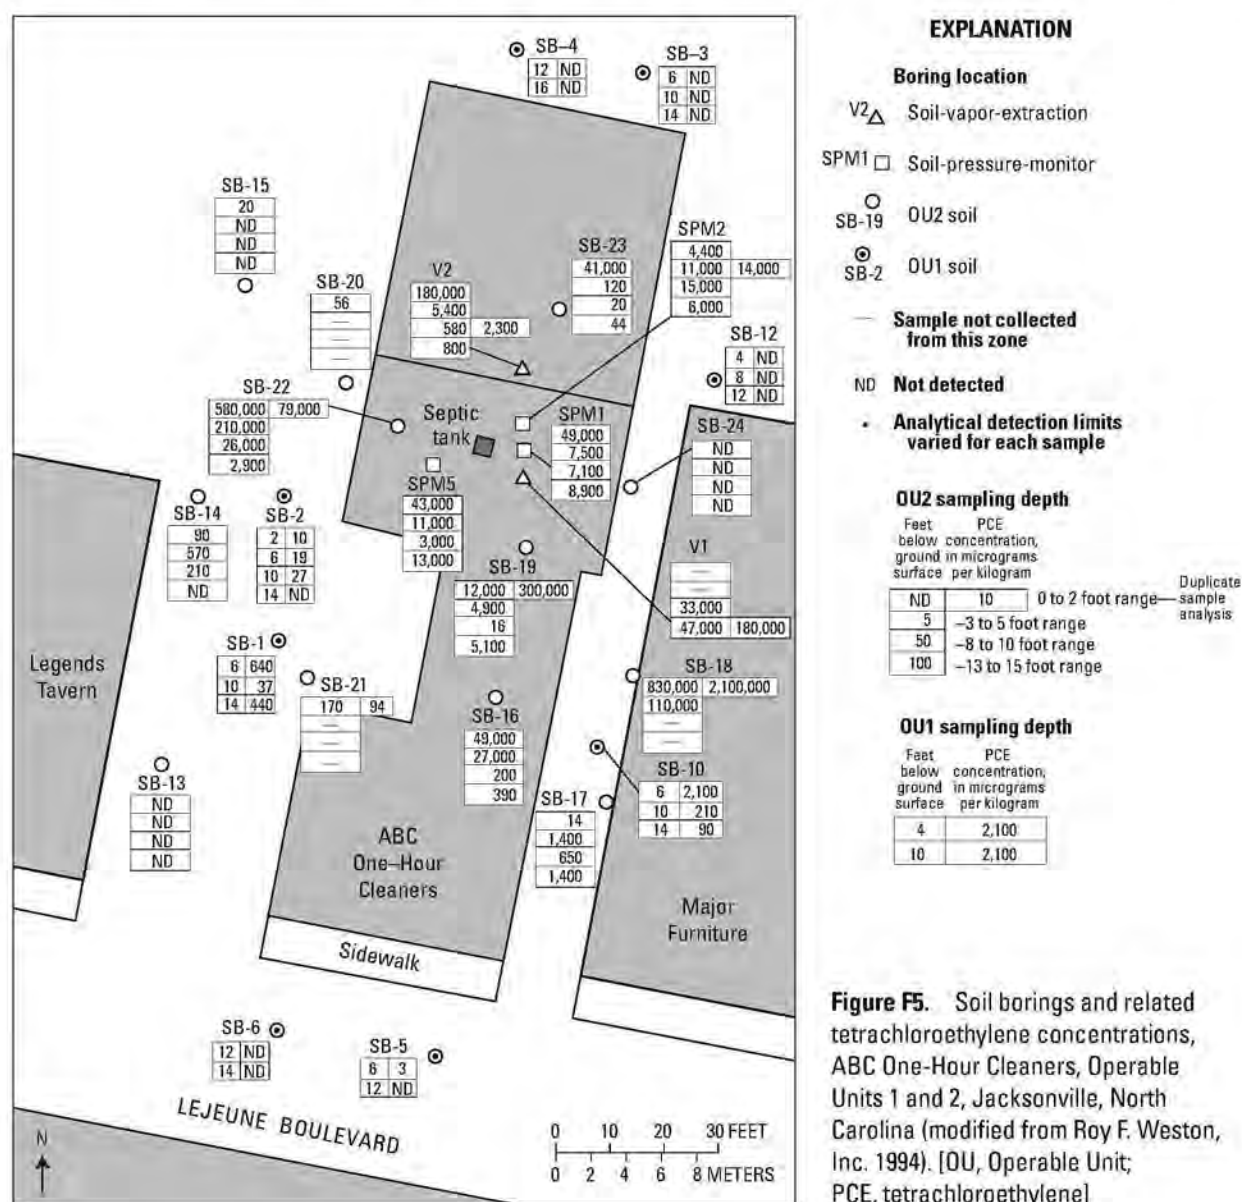 SB–4
12 ND
16 ND
SB–3
6 ND
10 ND
14 ND
SB-15
20
ND
ND
ND
SB-20
56
—
—
—
V2
180,000
5,400
580 2,300
800
SB-23
41,000
120
20
44
SPM2
4,400
11,000 14,000
15,000
6,000
SB-12
4 ND
8 ND
12 ND
SB-22
580,000 79,000
210,000
26,000
2,900
Septic
tank
SPM1
49,000
7,500
7,100
8,900
SB-24
ND
ND
ND
ND
SPM5
43,000
11,000
3,000
13,000
SB-14
90
570
210
ND
SB-2
2 10
6 19
10 27
14 ND
V1
—
—
33,000
47,000 180,000
SB-19
12,000 300,000
4,900
16
5,100
SB-1
6 640
10 37
14 440
Legends
Tavern
SB-21
170 94
—
—
—
SB-18
830,000 2,100,000
110,000
—
—
SB-16
49,000
27,000
200
390
SB-10
6 2,100
10 210
14 90
SB-13
ND
ND
ND
ND
SB-17
14
1,400
650
1,400
ABC
One–Hour
Cleaners
Major
Furniture
Sidewalk
SB-6
12 ND
14 ND
SB-5
6 3
12 ND
LEJEUNE BOULEVARD
N
0 10 20 30 FEET
0 2 4 6 8 METERS
EXPLANATION
Boring location
V2 Soil-vapor-extraction
SPM1 Soil-pressure-monitor
SB-19 OU2 soil
SB-2 OU1 soil
— Sample not collected
from this zone
ND Not detected
• Analytical detection limits
varied for each sample
OU2 sampling depth
Feet PCE
below concentration,
ground in micrograms
surface per kilogram
ND 10 0 to 2 foot range— Duplicate
sample
analysis
5 –3 to 5 foot range
50 –8 to 10 foot range
100 –13 to 15 foot range
OU1 sampling depth
Feet PCE
below concentration,
ground in micrograms
surface per kilogram
4 2,100
10 2,100
Figure F5. Soil borings and related
tetrachloroethylene concentrations,
ABC One-Hour Cleaners, Operable
Units 1 and 2, Jacksonville, North
Carolina (modified from Roy F. Weston,
Inc. 1994). [OU, Operable Unit;
PCE, tetrachloroethylene]